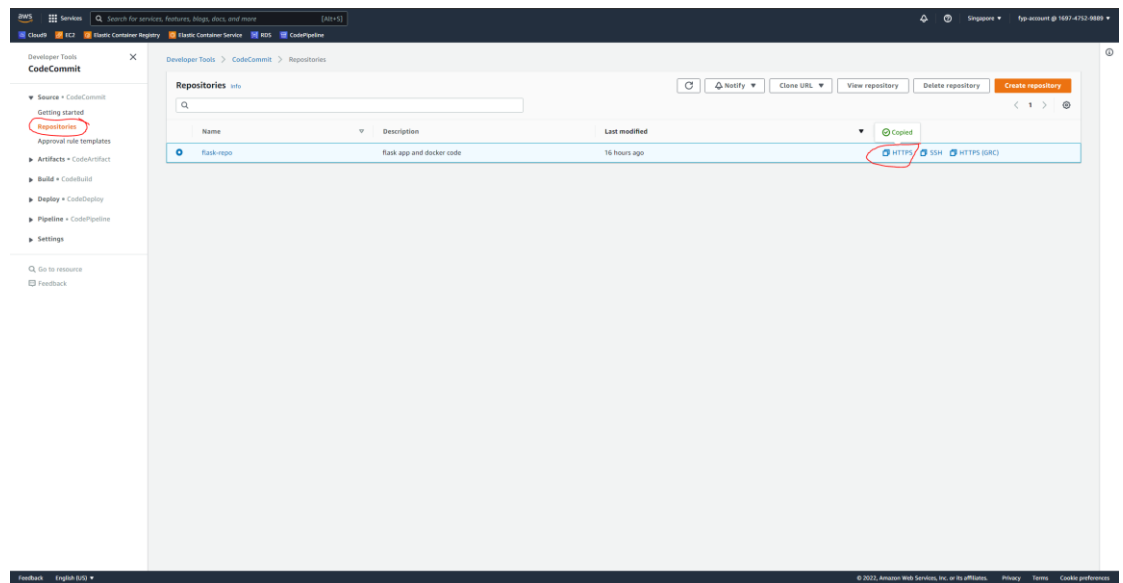 aws Services Search for services, features, blogs, docs, and more [Alt+S] Singapore ▼ fyp-account @ 1697-4752-9889 ▼
Cloud9 EC2 Elastic Container Registry Elastic Container Service RDS CodePipeline
Developer Tools
CodeCommit
Developer Tools > CodeCommit > Repositories
Source • CodeCommit
Getting started
Repositories
Approval rule templates
Artifacts • CodeArtifact
Build • CodeBuild
Deploy • CodeDeploy
Pipeline • CodePipeline
Settings
Go to resource
Feedback
Repositories Info
Notify ▼ Clone URL ▼ View repository Delete repository Create repository
< 1 >
Name Description Last modified
Copied
flask-repo flask app and docker code 16 hours ago HTTPS SSH HTTPS (GRC)
Feedback English (US) ▼ © 2022, Amazon Web Services, Inc. or its affiliates. Privacy Terms Cookie preferences